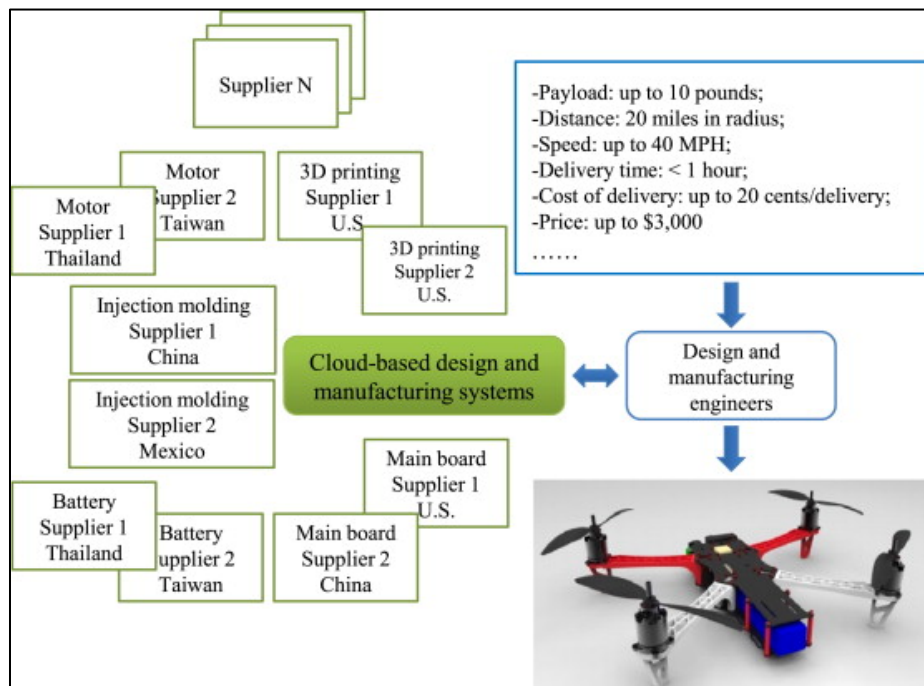 Supplier N
Motor
Supplier 1
Thailand
Motor
Supplier 2
Taiwan
3D printing
Supplier 1
U.S.
3D printing
Supplier 2
U.S.
Injection molding
Supplier 1
China
Injection molding
Supplier 2
Mexico
Battery
Supplier 1
Thailand
Battery
Supplier 2
Taiwan
Main board
Supplier 1
U.S.
Main board
Supplier 2
China
Cloud-based design and
manufacturing systems
-Payload: up to 10 pounds;
-Distance: 20 miles in radius;
-Speed: up to 40 MPH;
-Delivery time: < 1 hour;
-Cost of delivery: up to 20 cents/delivery;
-Price: up to $3,000
……
Design and
manufacturing
engineers